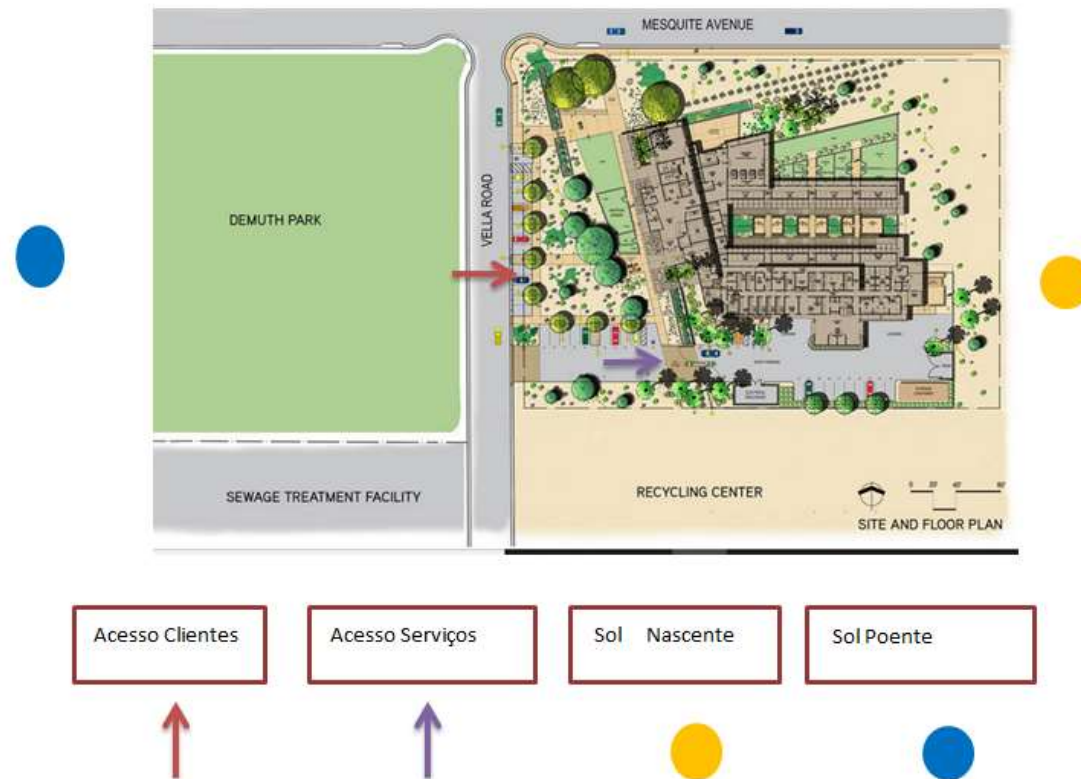 MESQUITE AVENUE
DEMUTH PARK
VELLA ROAD
SEWAGE TREATMENT FACILITY
RECYCLING CENTER
SITE AND FLOOR PLAN
Acesso Clientes
Acesso Serviços
Sol Nascente
Sol Poente